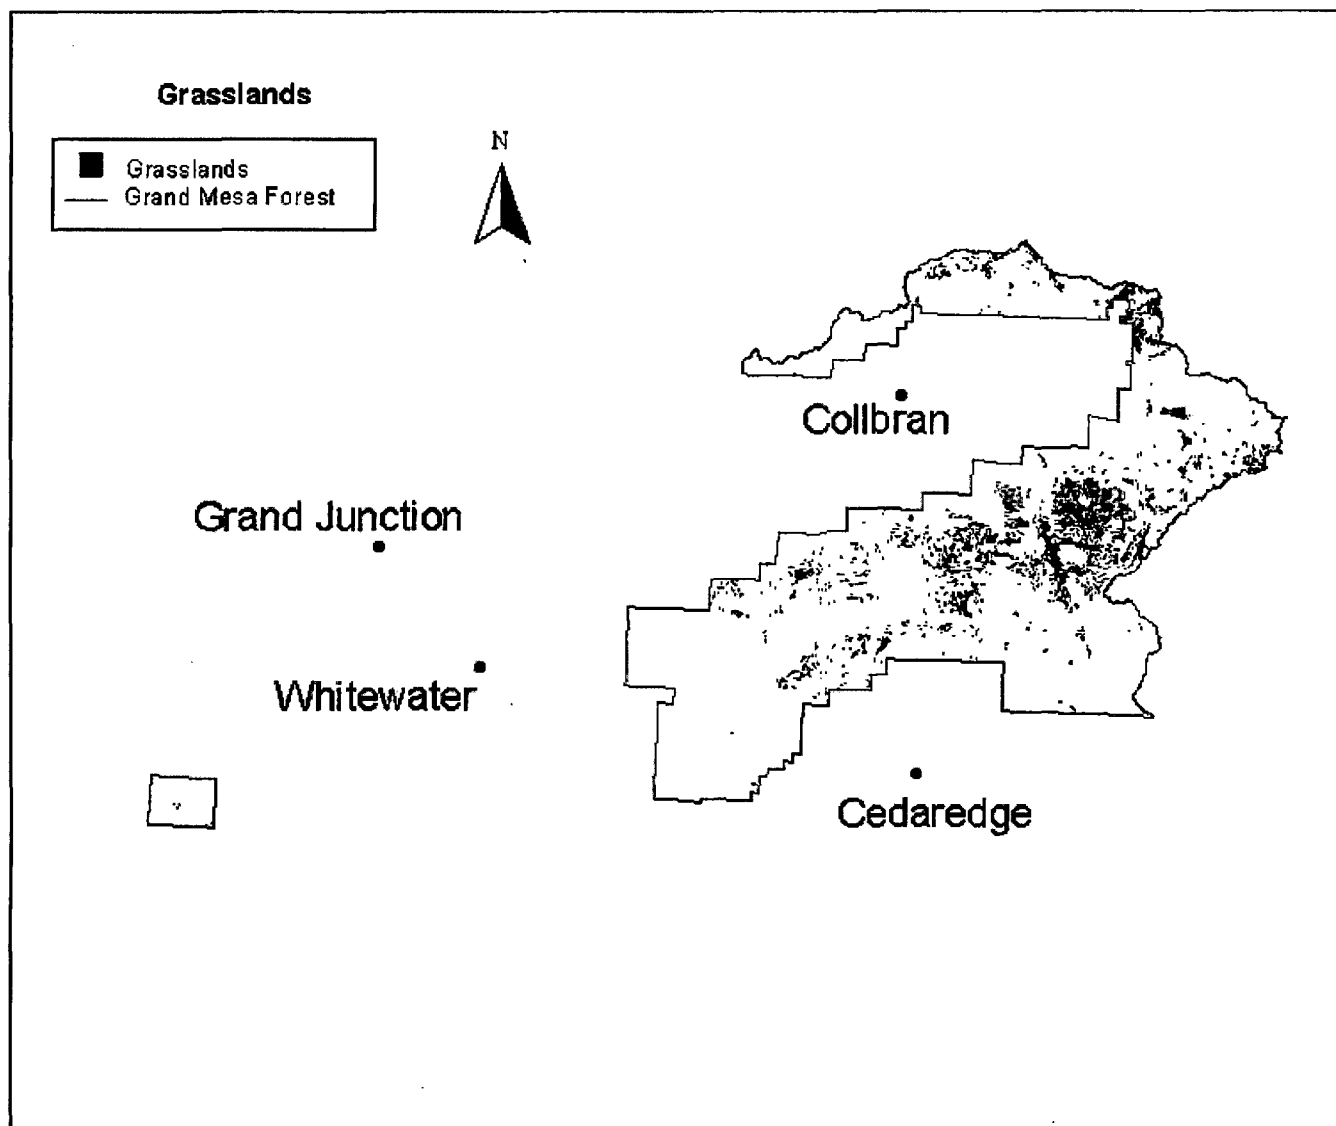 Grasslands
Grasslands
Grand Mesa Forest
N
Collbran
Grand Junction
Whitewater
Cedaredge